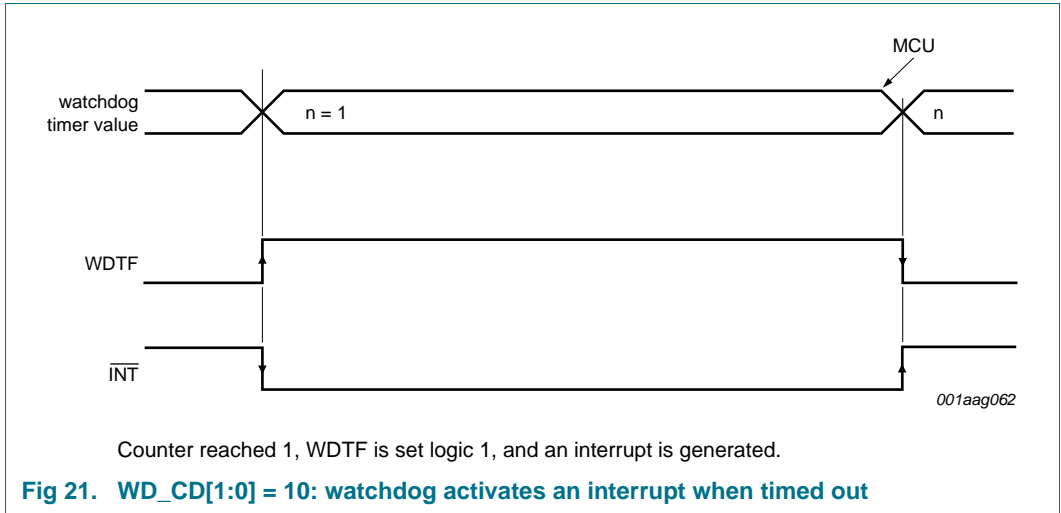 MCU
watchdog
timer value
n = 1
n
WDTF
INT
001aag062
Counter reached 1, WDTF is set logic 1, and an interrupt is generated.
Fig 21. WD_CD[1:0] = 10: watchdog activates an interrupt when timed out